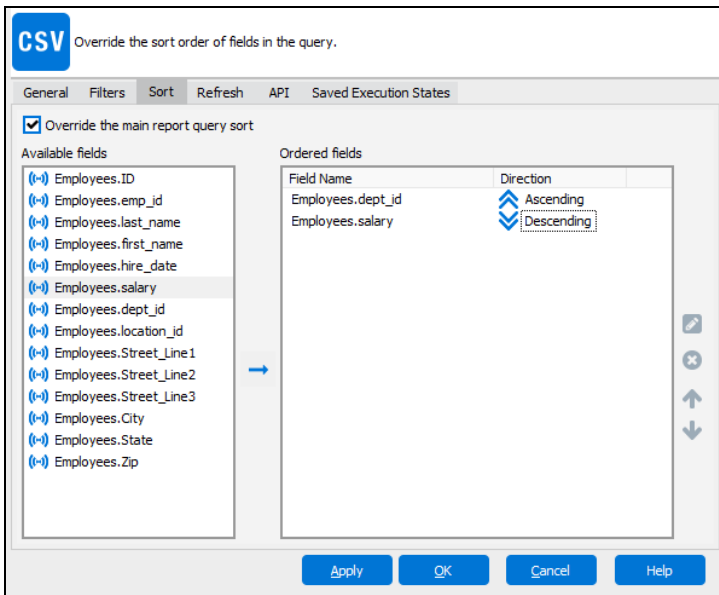 CSV
Override the sort order of fields in the query.
General Filters Sort Refresh API Saved Execution States
Override the main report query sort
Available fields
((--)) Employees.ID
((--)) Employees.emp_id
((--)) Employees.last_name
((--)) Employees.first_name
((--)) Employees.hire_date
((--)) Employees.salary
((--)) Employees.dept_id
((--)) Employees.location_id
((--)) Employees.Street_Line1
((--)) Employees.Street_Line2
((--)) Employees.Street_Line3
((--)) Employees.City
((--)) Employees.State
((--)) Employees.Zip
Ordered fields
Field Name Direction
Employees.dept_id Ascending
Employees.salary Descending
Apply OK Cancel Help